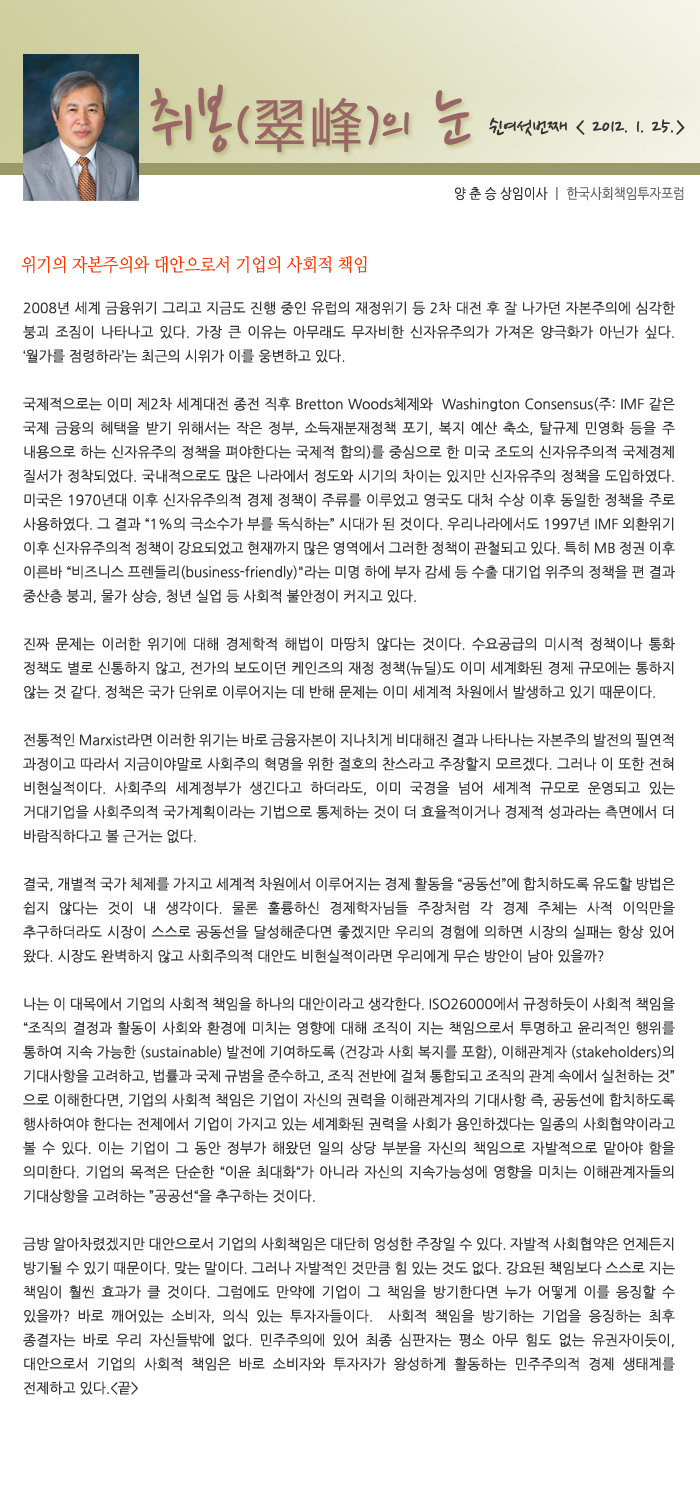 취봉(翠峰)의 눈 쉰여섯번째 < 2012. 1. 25.>
양 춘 승 상임이사 | 한국사회책임투자포럼
위기의 자본주의와 대안으로서 기업의 사회적 책임
2008년 세계 금융위기 그리고 지금도 진행 중인 유럽의 재정위기 등 2차 대전 후 잘 나가던 자본주의에 심각한
붕괴 조짐이 나타나고 있다. 가장 큰 이유는 아무래도 무자비한 신자유주의가 가져온 양극화가 아닌가 싶다.
‘월가를 점령하라’는 최근의 시위가 이를 웅변하고 있다.
국제적으로는 이미 제2차 세계대전 종전 직후 Bretton Woods체제와 Washington Consensus(주: IMF 같은
국제 금융의 혜택을 받기 위해서는 작은 정부, 소득재분재정책 포기, 복지 예산 축소, 탈규제 민영화 등을 주
내용으로 하는 신자유주의 정책을 펴야한다는 국제적 합의)를 중심으로 한 미국 조도의 신자유주의적 국제경제
질서가 정착되었다. 국내적으로도 많은 나라에서 정도와 시기의 차이는 있지만 신자유주의 정책을 도입하였다.
미국은 1970년대 이후 신자유주의적 경제 정책이 주류를 이루었고 영국도 대처 수상 이후 동일한 정책을 주로
사용하였다. 그 결과 “1%의 극소수가 부를 독식하는” 시대가 된 것이다. 우리나라에서도 1997년 IMF 외환위기
이후 신자유주의적 정책이 강요되었고 현재까지 많은 영역에서 그러한 정책이 관철되고 있다. 특히 MB 정권 이후
이른바 “비즈니스 프렌들리(business-friendly)"라는 미명 하에 부자 감세 등 수출 대기업 위주의 정책을 편 결과
중산층 붕괴, 물가 상승, 청년 실업 등 사회적 불안정이 커지고 있다.
진짜 문제는 이러한 위기에 대해 경제학적 해법이 마땅치 않다는 것이다. 수요공급의 미시적 정책이나 통화
정책도 별로 신통하지 않고, 전가의 보도이던 케인즈의 재정 정책(뉴딜)도 이미 세계화된 경제 규모에는 통하지
않는 것 같다. 정책은 국가 단위로 이루어지는 데 반해 문제는 이미 세계적 차원에서 발생하고 있기 때문이다.
전통적인 Marxist라면 이러한 위기는 바로 금융자본이 지나치게 비대해진 결과 나타나는 자본주의 발전의 필연적
과정이고 따라서 지금이야말로 사회주의 혁명을 위한 절호의 찬스라고 주장할지 모르겠다. 그러나 이 또한 전혀
비현실적이다. 사회주의 세계정부가 생긴다고 하더라도, 이미 국경을 넘어 세계적 규모로 운영되고 있는
거대기업을 사회주의적 국가계획이라는 기법으로 통제하는 것이 더 효율적이거나 경제적 성과라는 측면에서 더
바람직하다고 볼 근거는 없다.
결국, 개별적 국가 체제를 가지고 세계적 차원에서 이루어지는 경제 활동을 “공동선”에 합치하도록 유도할 방법은
쉽지 않다는 것이 내 생각이다. 물론 훌륭하신 경제학자님들 주장처럼 각 경제 주체는 사적 이익만을
추구하더라도 시장이 스스로 공동선을 달성해준다면 좋겠지만 우리의 경험에 의하면 시장의 실패는 항상 있어
왔다. 시장도 완벽하지 않고 사회주의적 대안도 비현실적이라면 우리에게 무슨 방안이 남아 있을까?
나는 이 대목에서 기업의 사회적 책임을 하나의 대안이라고 생각한다. ISO26000에서 규정하듯이 사회적 책임을
“조직의 결정과 활동이 사회와 환경에 미치는 영향에 대해 조직이 지는 책임으로서 투명하고 윤리적인 행위를
통하여 지속 가능한 (sustainable) 발전에 기여하도록 (건강과 사회 복지를 포함), 이해관계자 (stakeholders)의
기대사항을 고려하고, 법률과 국제 규범을 준수하고, 조직 전반에 걸쳐 통합되고 조직의 관계 속에서 실천하는 것”
으로 이해한다면, 기업의 사회적 책임은 기업이 자신의 권력을 이해관계자의 기대사항 즉, 공동선에 합치하도록
행사하여야 한다는 전제에서 기업이 가지고 있는 세계화된 권력을 사회가 용인하겠다는 일종의 사회협약이라고
볼 수 있다. 이는 기업이 그 동안 정부가 해왔던 일의 상당 부분을 자신의 책임으로 자발적으로 맡아야 함을
의미한다. 기업의 목적은 단순한 “이윤 최대화“가 아니라 자신의 지속가능성에 영향을 미치는 이해관계자들의
기대상항을 고려하는 ”공공선“을 추구하는 것이다.
금방 알아차렸겠지만 대안으로서 기업의 사회책임은 대단히 엉성한 주장일 수 있다. 자발적 사회협약은 언제든지
방기될 수 있기 때문이다. 맞는 말이다. 그러나 자발적인 것만큼 힘 있는 것도 없다. 강요된 책임보다 스스로 지는
책임이 훨씬 효과가 클 것이다. 그럼에도 만약에 기업이 그 책임을 방기한다면 누가 어떻게 이를 응징할 수
있을까? 바로 깨어있는 소비자, 의식 있는 투자자들이다. 사회적 책임을 방기하는 기업을 응징하는 최후
종결자는 바로 우리 자신들밖에 없다. 민주주의에 있어 최종 심판자는 평소 아무 힘도 없는 유권자이듯이,
대안으로서 기업의 사회적 책임은 바로 소비자와 투자자가 왕성하게 활동하는 민주주의적 경제 생태계를
전제하고 있다.<끝>